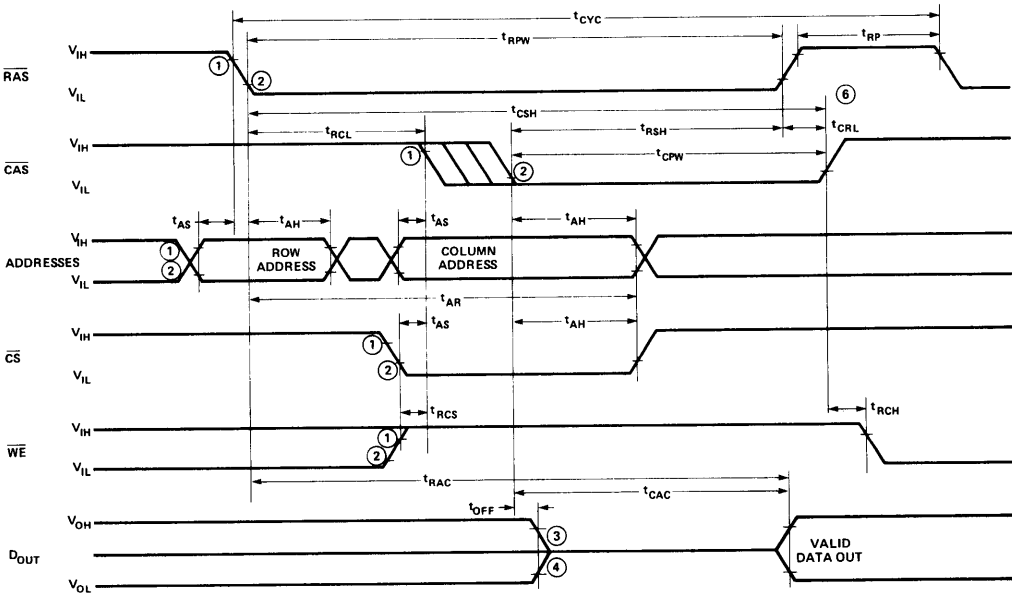 tCYC
tRPW
tRP
RAS
VIH
VIL
1
2
6
tCSH
tRCL
tRSH
tCRL
CAS
VIH
VIL
1
2
tCPW
tAS
tAH
tAS
tAH
ADDRESSES
VIH
VIL
1
2
ROW
ADDRESS
COLUMN
ADDRESS
tAR
tAS
tAH
CS
VIH
VIL
1
2
tRCS
tRCH
WE
VIH
VIL
1
2
tRAC
tCAC
tOFF
DOUT
VOH
VOL
3
4
VALID
DATA OUT